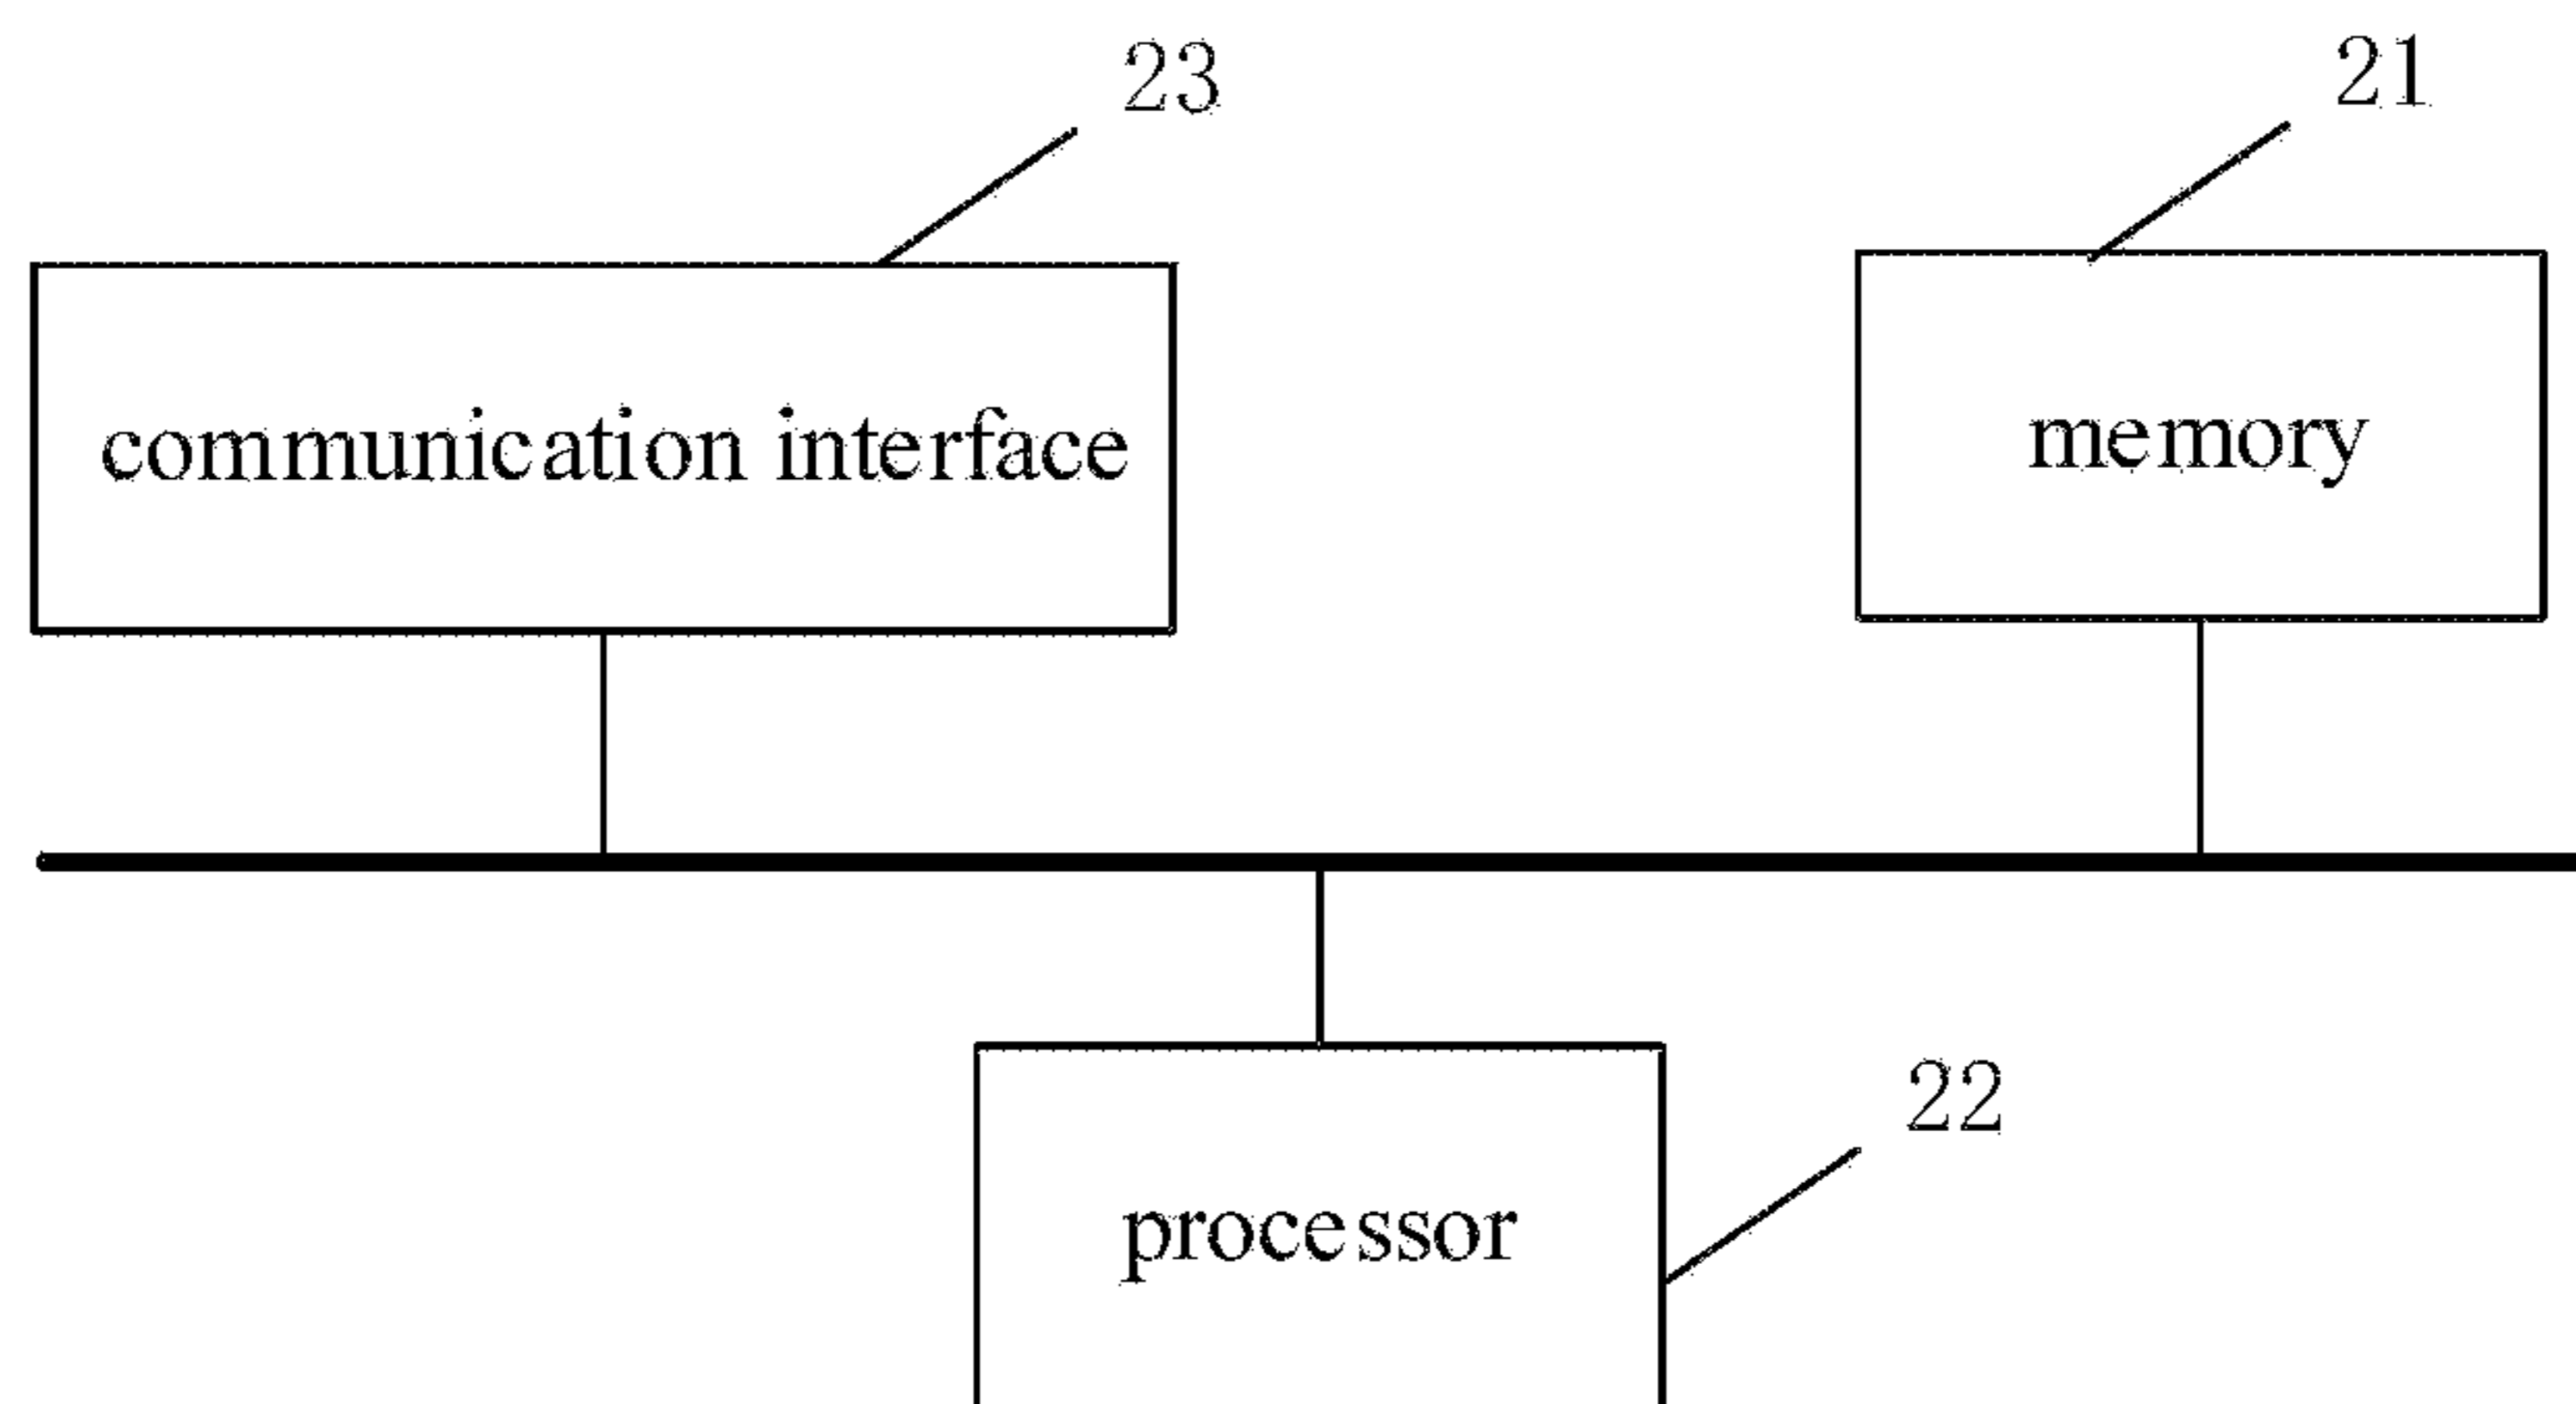 23
21
communication interface
memory
22
processor